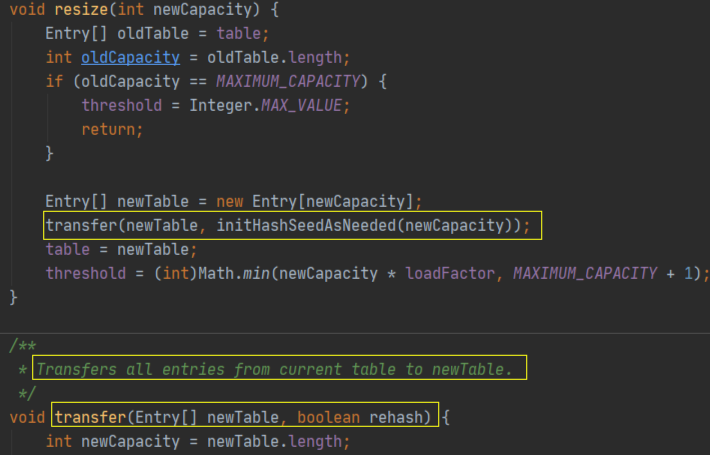 void resize(int newCapacity) {
    Entry[] oldTable = table;
    int oldCapacity = oldTable.length;
    if (oldCapacity == MAXIMUM_CAPACITY) {
        threshold = Integer.MAX_VALUE;
        return;
    }

    Entry[] newTable = new Entry[newCapacity];
    transfer(newTable, initHashSeedAsNeeded(newCapacity));
    table = newTable;
    threshold = (int)Math.min(newCapacity * loadFactor, MAXIMUM_CAPACITY + 1);
}

/**
 * Transfers all entries from current table to newTable.
 */
void transfer(Entry[] newTable, boolean rehash) {
    int newCapacity = newTable.length;